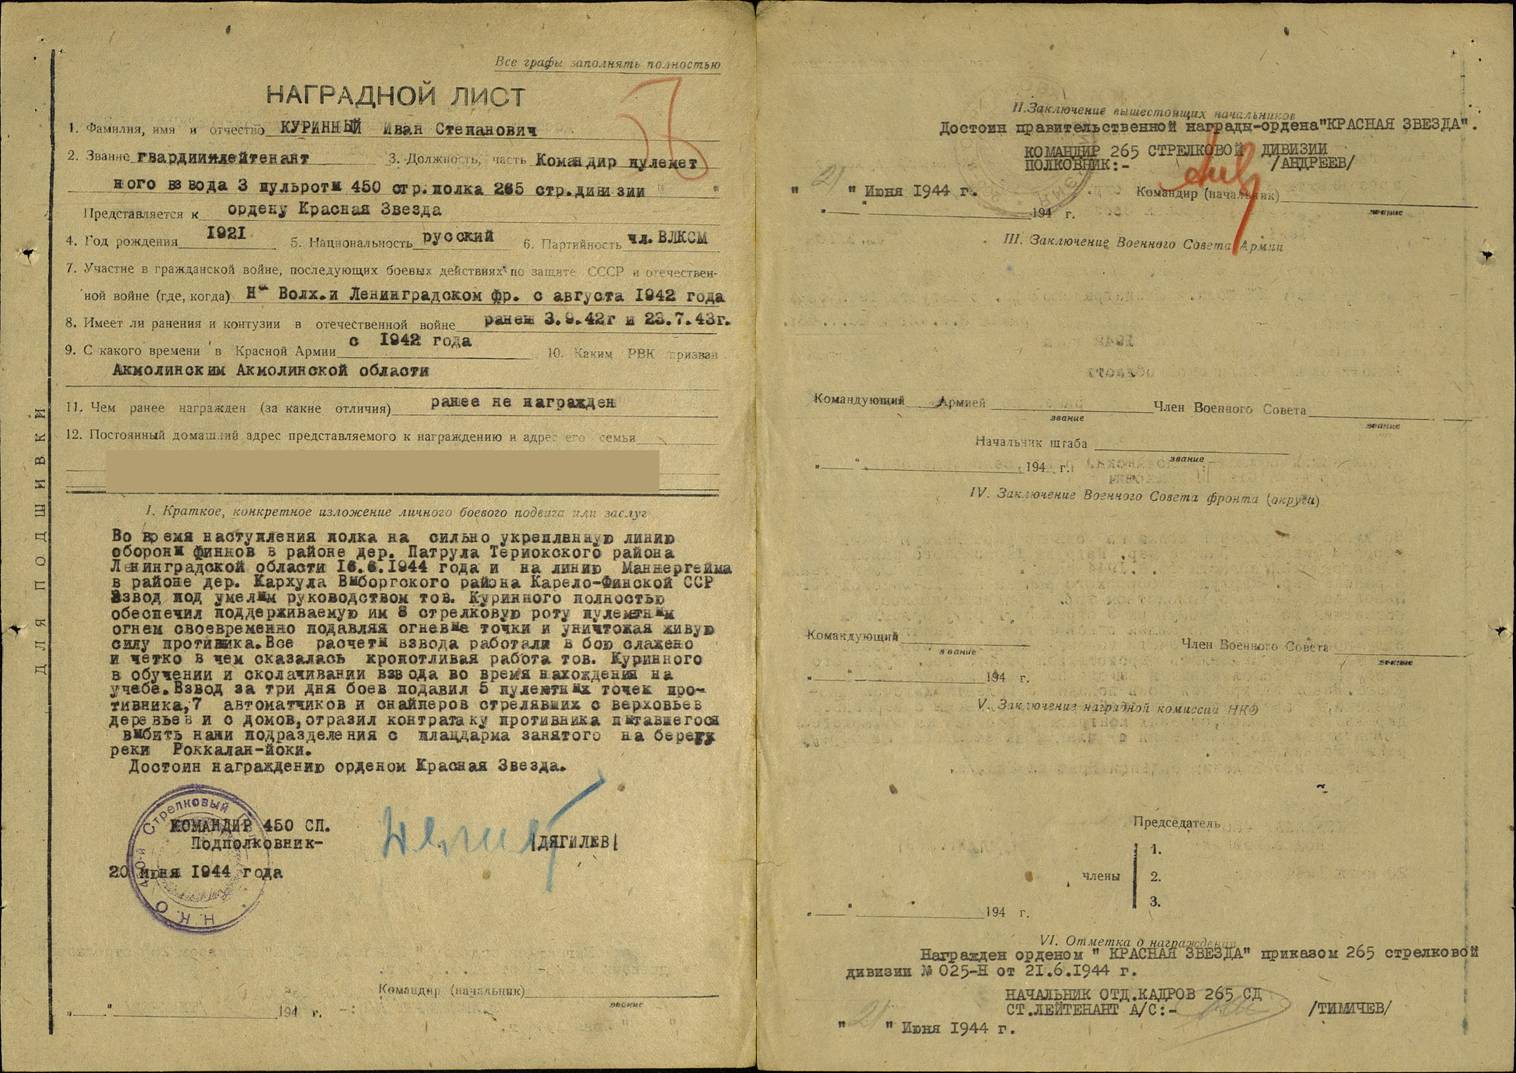 Все графы заполнять полностью
НАГРАДНОЙ ЛИСТ
1. Фамилия, имя и отчество КУРИННЫЙ Иван Степанович
2. Звание гвардии лейтенант 3. Должность, часть Командир пулемет
ного взвода 3 пульроты 450 стр.полка 265 стр.дивизии
Представляется к ордену Красная Звезда
4. Год рождения 1921 5. Национальность русский 6. Партийность чл.ВЛКСМ
7. Участие в гражданской войне, последующих боевых действиях по защите СССР и отечествен-
ной войне (где, когда) На Волх.и Ленинградском фр. с августа 1942 года
8. Имеет ли ранения и контузии в отечественной войне ранен 3.9.42г и 23.7.43г.
9. С какого времени в Красной Армии с 1942 года 10. Каким РВК призван
Акмолинским Акмолинской области
11. Чем ранее награжден (за какие отличия) ранее не награжден
12. Постоянный домашний адрес представляемого к награждению и адрес его семьи
I. Краткое, конкретное изложение личного боевого подвига или заслуг
Во время наступления полка на сильно укрепленную линию
обороны финнов в районе дер. Патрула Териокского района
Ленинградской области 16.6.1944 года и на линию Маннергейма
в районе дер. Кархула Выборгского района Карело-Финской ССР
взвод под умелым руководством тов. Куринного полностью
обеспечил поддерживаемую им 8 стрелковую роту пулеметным
огнем своевременно подавляя огневые точки и уничтожая живую
силу противника.Все расчеты взвода работали в бою слажено
и четко в чем сказалась кропотливая работа тов. Куринного
в обучении и сколачивании взвода во время нахождения на
учебе.Взвод за три дня боев подавил 5 пулеметных точек про-
тивника,7 автоматчиков и снайперов стрелявших с верховьев
деревьев и с домов,отразил контратаку противника пытавшегося
выбить наши подразделения с плацдарма занятого на берегу
реки Роккалан-йоки.
Достоин награждению орденом Красная Звезда.
КОМАНДИР 450 СП.
Подполковник-
/ДЯГИЛЕВ/
20 июня 1944 года
Стрелковый
Н.К.О
Командир (начальник)
звание
" " 194 г.
ДЛЯ ПОДШИВКИ
II. Заключение вышестоящих начальников
Достоин правительственной награды-ордена"КРАСНАЯ ЗВЕЗДА".
КОМАНДИР 265 СТРЕЛКОВОЙ ДИВИЗИИ
ПОЛКОВНИК:- /АНДРЕЕВ/
" 21 " Июня 1944 г. Командир (начальник)
звание
" " 194 г.
III. Заключение Военного Совета Армии
Командующий Армией Член Военного Совета
звание звание
Начальник штаба
звание
" " 194 г.
IV. Заключение Военного Совета фронта (округа)
Командующий Член Военного Совета
звание звание
" " 194 г.
V. Заключение наградной комиссии НКО
Председатель
члены 1.
2.
3.
" " 194 г.
VI. Отметка о награждении
Награжден орденом " КРАСНАЯ ЗВЕЗДА" приказом 265 стрелковой
дивизии № 025-Н от 21.6.1944 г.
НАЧАЛЬНИК ОТД.КАДРОВ 265 СД
СТ.ЛЕЙТЕНАНТ А/С:- /ТИМИЧЕВ/
" 21 " Июня 1944 г.